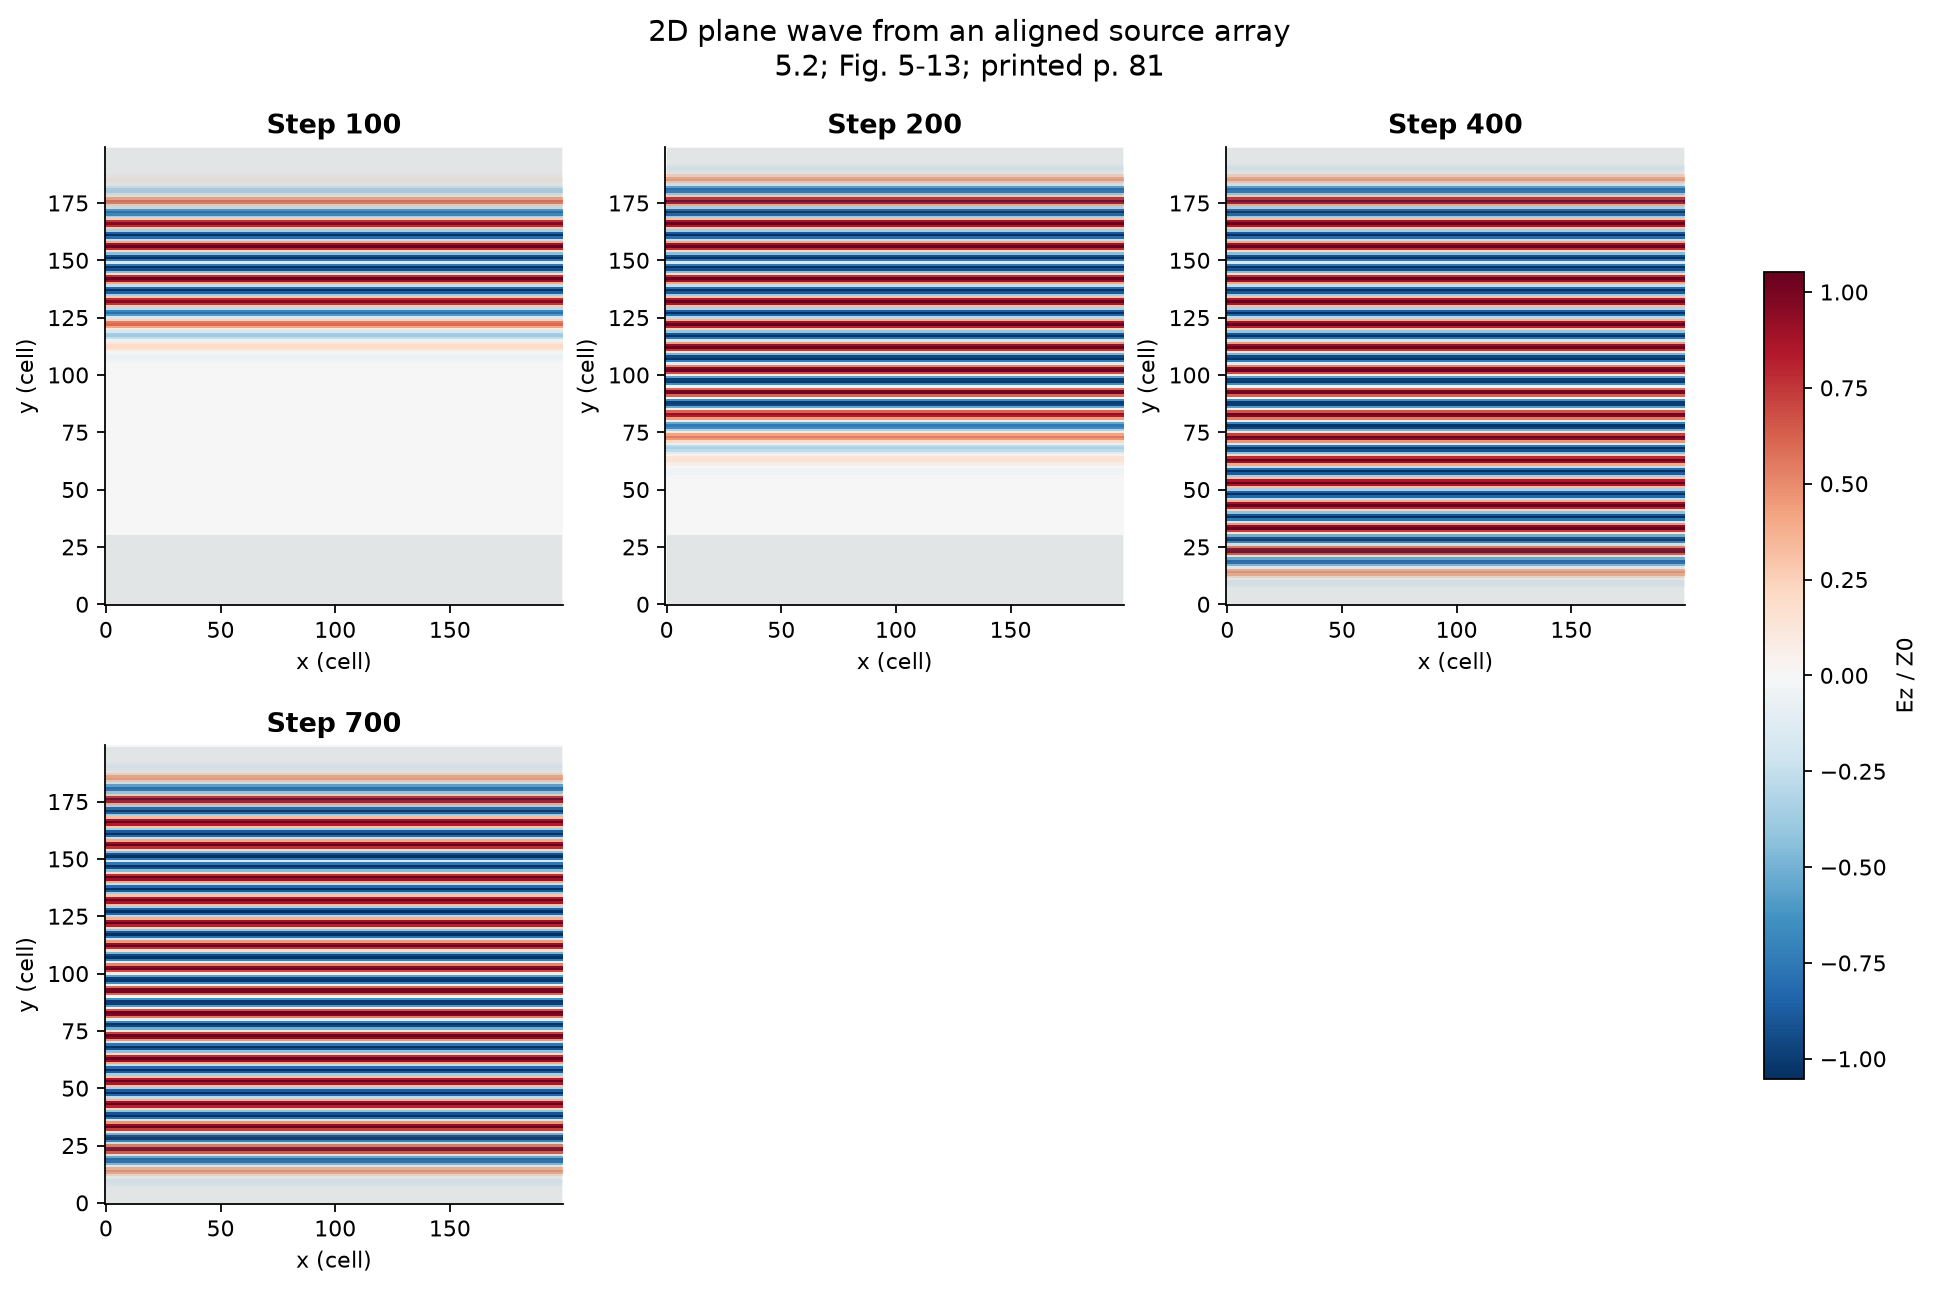 2D plane wave from an aligned source array
5.2; Fig. 5-13; printed p. 81
Step 100
175
150
125
100
75
50
25
0
y (cell)
0 50 100 150
x (cell)
Step 200
175
150
125
100
75
50
25
0
y (cell)
0 50 100 150
x (cell)
Step 400
175
150
125
100
75
50
25
0
y (cell)
0 50 100 150
x (cell)
1.00
0.75
0.50
0.25
0.00
−0.25
−0.50
−0.75
−1.00
Ez / Z0
Step 700
175
150
125
100
75
50
25
0
y (cell)
0 50 100 150
x (cell)